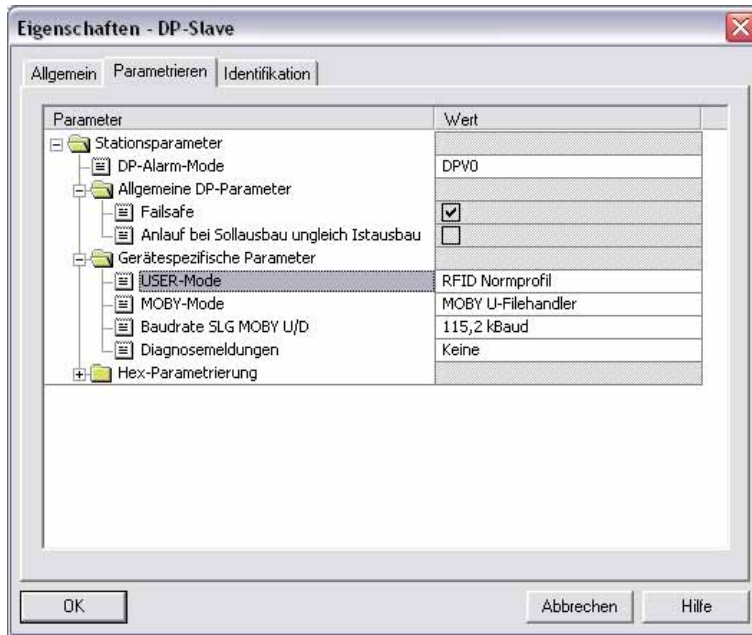 Eigenschaften - DP-Slave
Allgemein Parametrieren Identifikation
Parameter Wert
Stationsparameter
DP-Alarm-Mode DPV0
Allgemeine DP-Parameter
Failsafe
Anlauf bei Sollausbau ungleich Istausbau
Gerätespezifische Parameter
USER-Mode RFID Normprofil
MOBY-Mode MOBY U-Filehandler
Baudrate SLG MOBY U/D 115,2 kBaud
Diagnosemeldungen Keine
Hex-Parametrierung
OK Abbrechen Hilfe